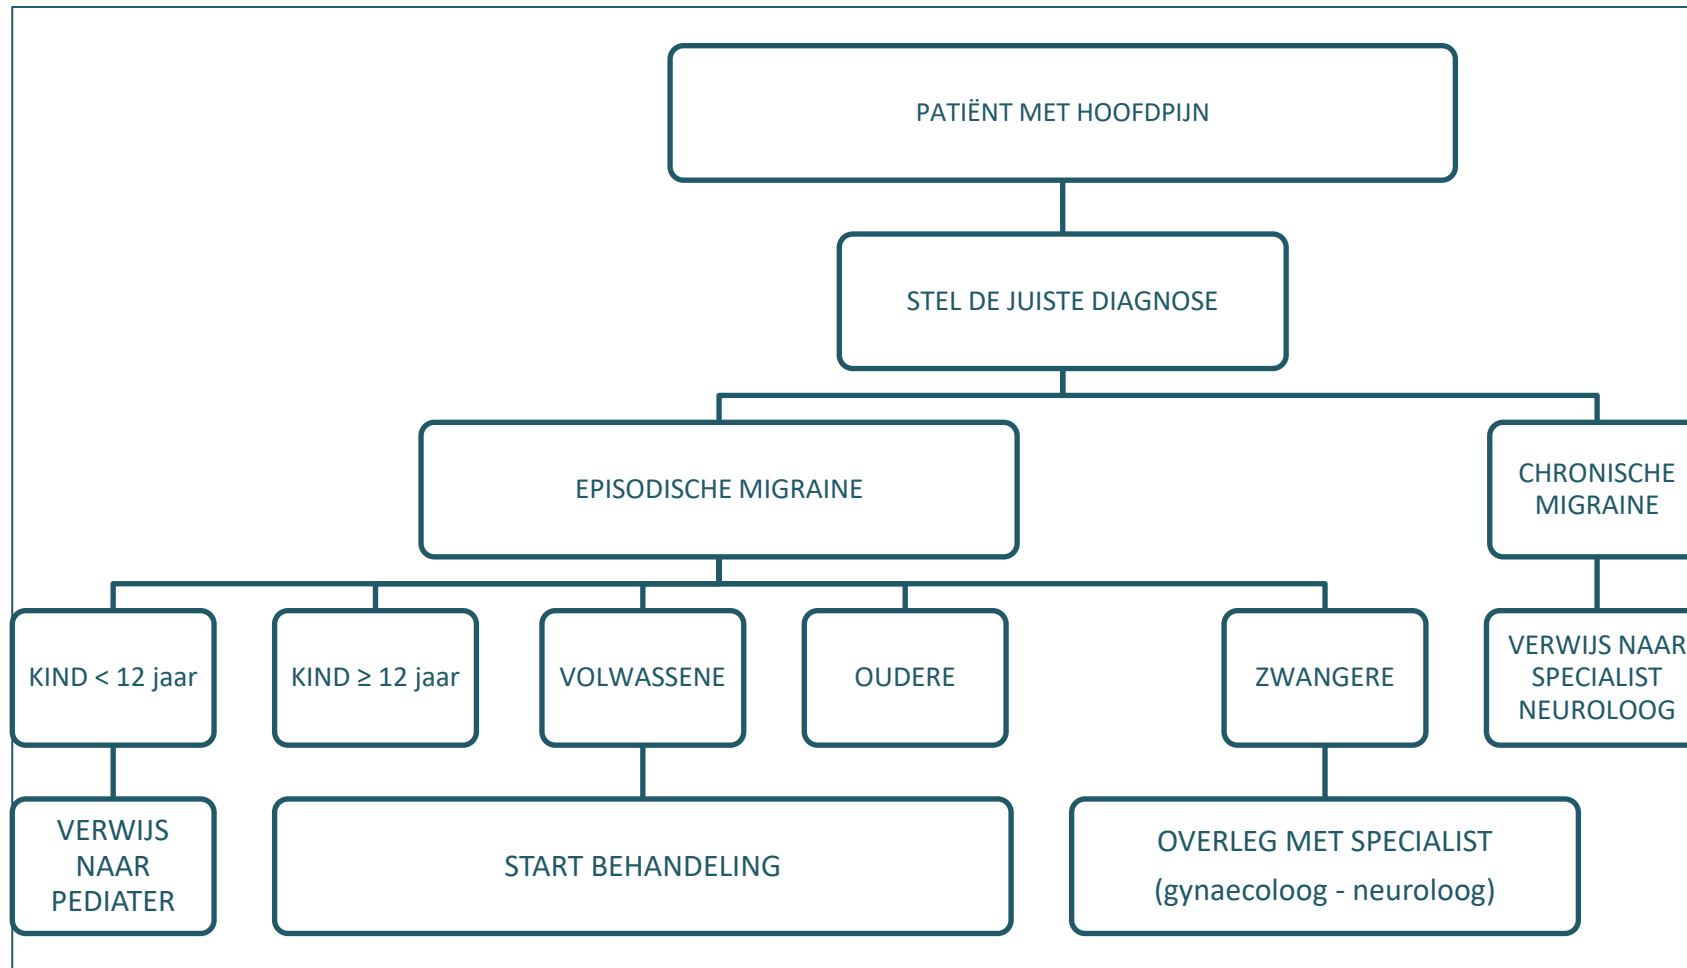 PATIËNT MET HOOFDPIJN
STEL DE JUISTE DIAGNOSE
EPISODISCHE MIGRAINE
CHRONISCHE
MIGRAINE
KIND < 12 jaar
KIND ≥ 12 jaar
VOLWASSENE
OUDERE
ZWANGERE
VERWIJS NAAR
SPECIALIST
NEUROLOOG
VERWIJS
NAAR
PEDIATER
START BEHANDELING
OVERLEG MET SPECIALIST
(gynaecoloog - neuroloog)